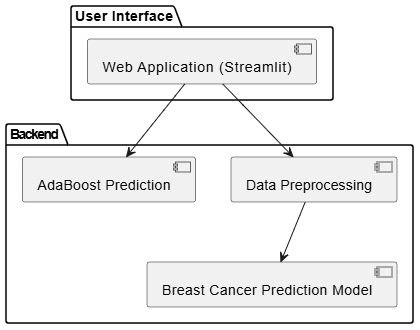 User Interface
Web Application (Streamlit)
Backend
AdaBoost Prediction
Data Preprocessing
Breast Cancer Prediction Model